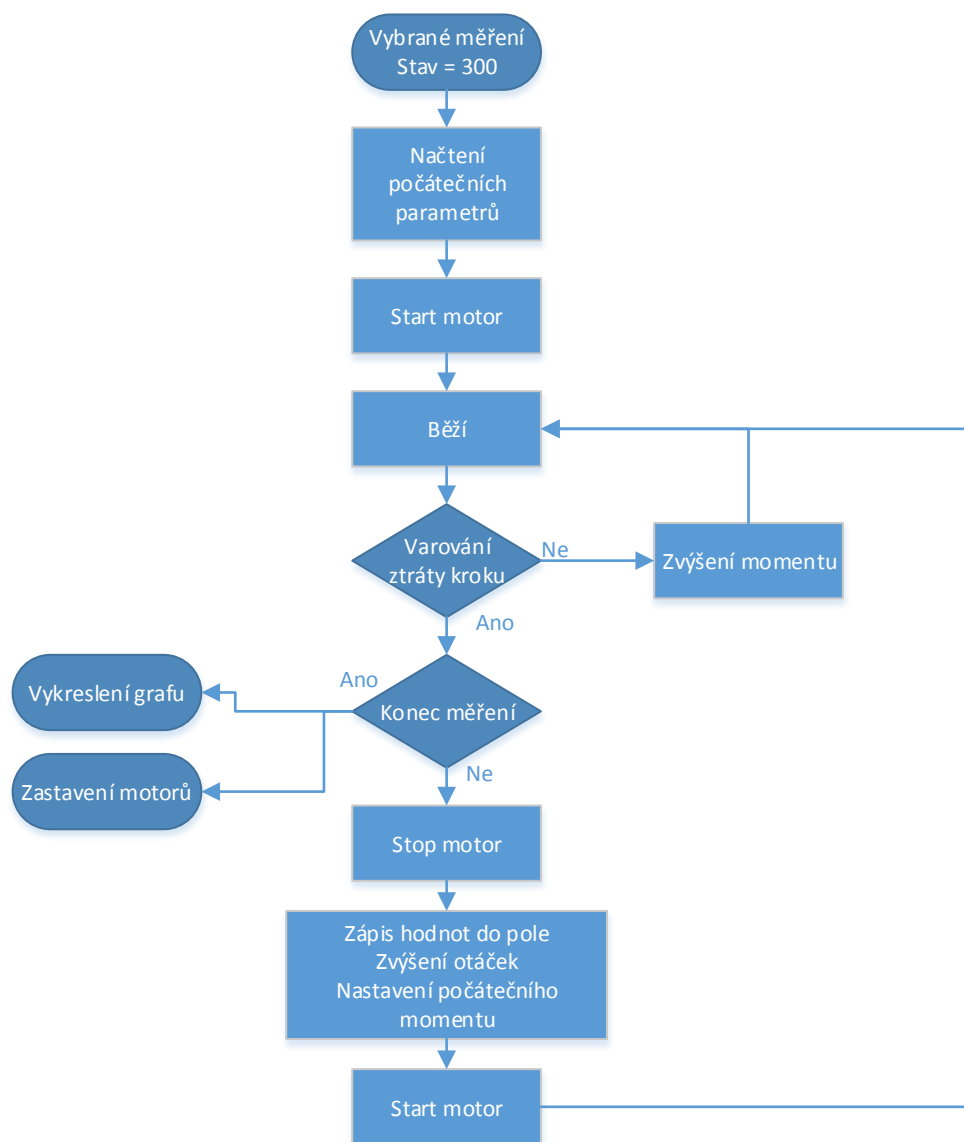 Vybrané měření
Stav = 300
Načtení
počátečních
parametrů
Start motor
Běží
Varování
ztráty kroku
Ne
Zvýšení momentu
Ano
Ano
Vykreslení grafu
Konec měření
Zastavení motorů
Ne
Stop motor
Zápis hodnot do pole
Zvýšení otáček
Nastavení počátečního
momentu
Start motor